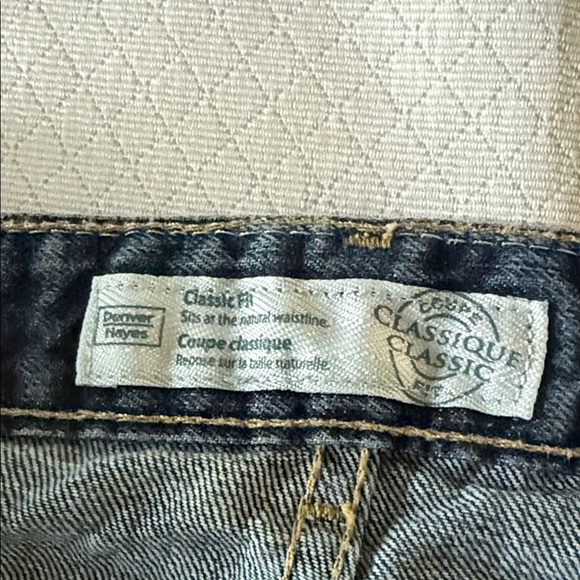 Denver
Hayes
Classic Fit
Sits at the natural waistline.
Coupe classique
Repose sur la taille naturelle.
COUPE
CLASSIQUE
CLASSIC
FIT